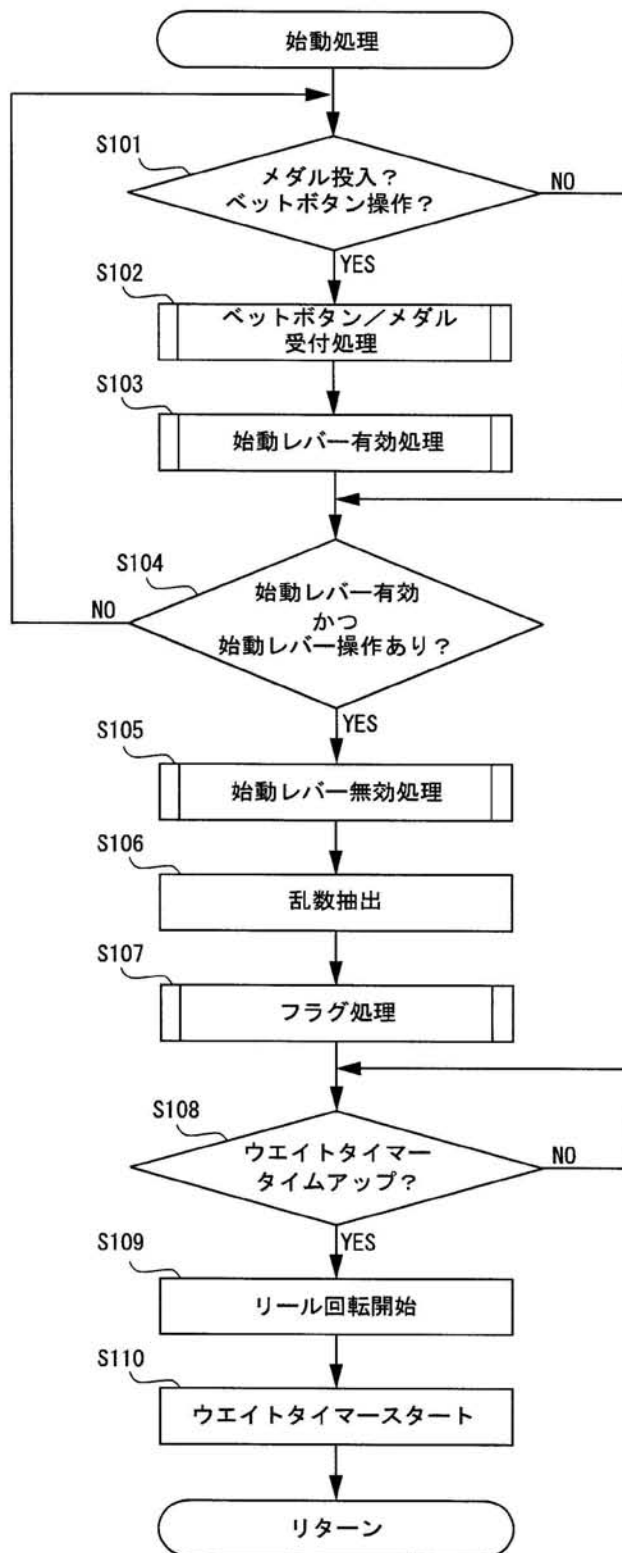 始動処理
S101
メダル投入?
ベットボタン操作?
NO
YES
S102
ベットボタン/メダル
受付処理
S103
始動レバー有効処理
S104
始動レバー有効
かつ
始動レバー操作あり?
NO
YES
S105
始動レバー無効処理
S106
乱数抽出
S107
フラグ処理
S108
ウエイトタイマー
タイムアップ?
NO
YES
S109
リール回転開始
S110
ウエイトタイマースタート
リターン